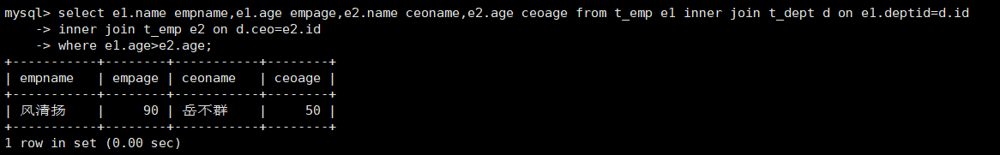 mysql> select e1.name empname,e1.age empage,e2.name ceoname,e2.age ceoage from t_emp e1 inner join t_dept d on e1.deptid=d.id
    -> inner join t_emp e2 on d.ceo=e2.id
    -> where e1.age>e2.age;
+-----------+--------+-----------+--------+
| empname   | empage | ceoname   | ceoage |
+-----------+--------+-----------+--------+
| 风清扬    |     90 | 岳不群    |     50 |
+-----------+--------+-----------+--------+
1 row in set (0.00 sec)